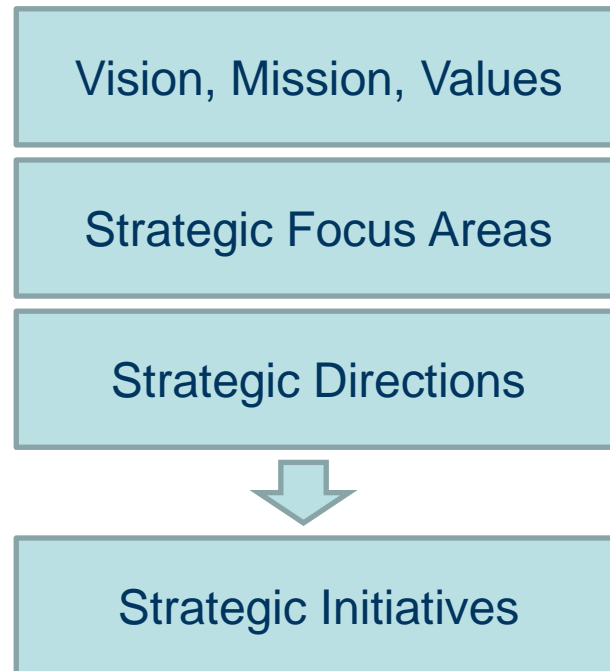 Vision, Mission, Values
Strategic Focus Areas
Strategic Directions
Strategic Initiatives